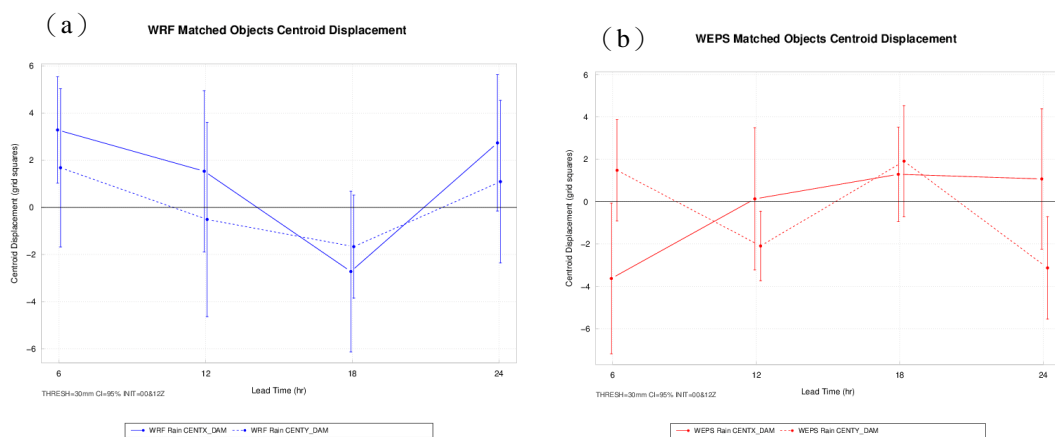 (a)
WRF Matched Objects Centroid Displacement
Centroid Displacement (grid squares)
6
4
2
0
−2
−4
−6
6 12 18 24
Lead Time (hr)
THRESH=30mm CI=95% INIT=00&12Z
WRF Rain CENTX_DAM WRF Rain CENTY_DAM
(b)
WEPS Matched Objects Centroid Displacement
Centroid Displacement (grid squares)
6
4
2
0
−2
−4
−6
6 12 18 24
Lead Time (hr)
THRESH=30mm CI=95% INIT=00&12Z
WEPS Rain CENTX_DAM WEPS Rain CENTY_DAM